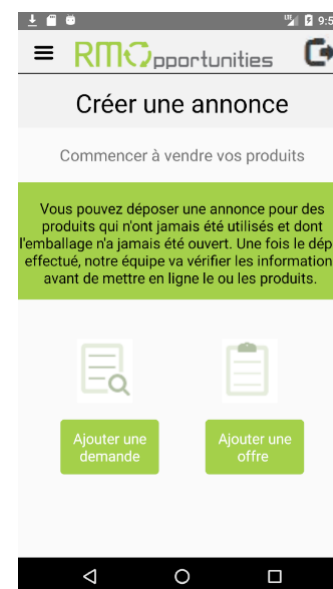 9:5
RMOpportunities
Créer une annonce
Commencer à vendre vos produits
Vous pouvez déposer une annonce pour des
produits qui n'ont jamais été utilisés et dont
l'emballage n'a jamais été ouvert. Une fois le dép
effectué, notre équipe va vérifier les information
avant de mettre en ligne le ou les produits.
Ajouter une
demande
Ajouter une
offre